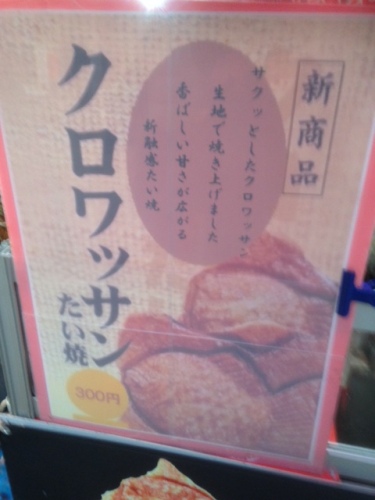 新商品
サクッとしたクロワッサン
生地で焼き上げました
香ばしい甘さが広がる
新触感たい焼
クロワッサン
たい焼
300円